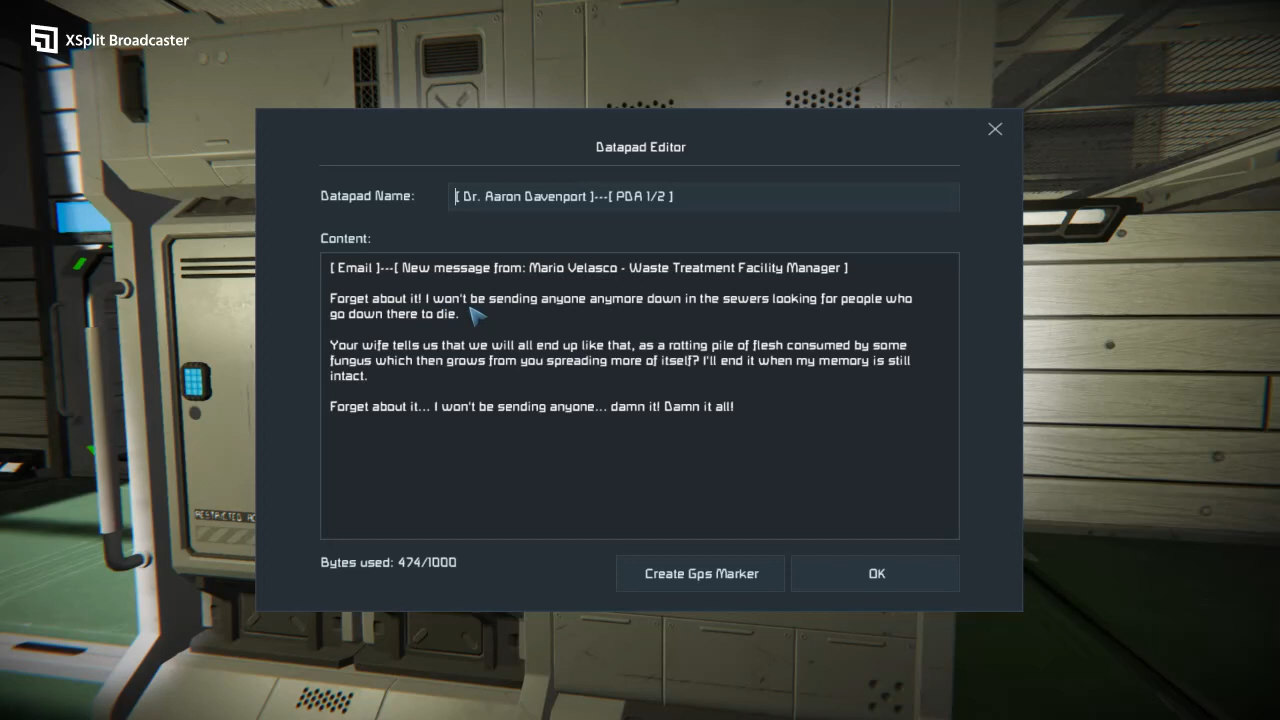 XSplit Broadcaster
Datapad Editor
Datapad Name:
[ Dr. Aaron Davenport ]---[ PDA 1/2 ]
Content:
[ Email ]---[ New message from: Mario Velasco - Waste Treatment Facility Manager ]
Forget about it! I won't be sending anyone anymore down in the sewers looking for people who
go down there to die.
Your wife tells us that we will all end up like that, as a rotting pile of flesh consumed by some
fungus which then grows from you spreading more of itself? I'll end it when my memory is still
intact.
Forget about it... I won't be sending anyone... damn it! Damn it all!
RESTRICTED
Bytes used: 474/1000
Create Gps Marker
OK